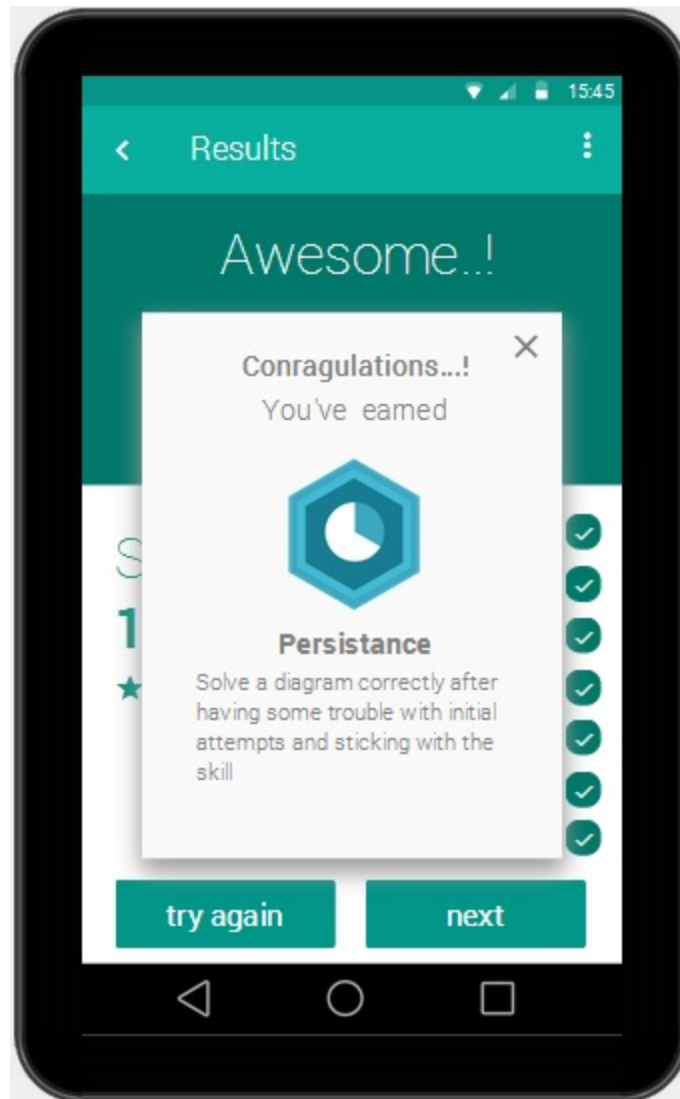 15:45
Results
Awesome..!
Conragulations...!
You've earned
S
1
Persistance
Solve a diagram correctly after
having some trouble with initial
attempts and sticking with the
skill
try again
next